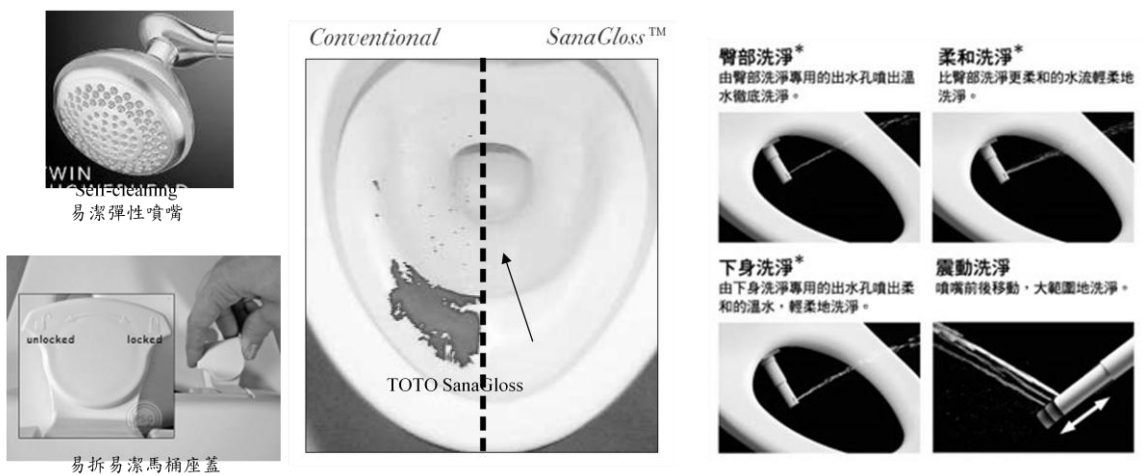 TWIN
Self-cleaning
易潔彈性噴嘴
unlocked
locked
易拆易潔馬桶座蓋
Conventional
SanaGloss™
TOTO SanaGloss
臀部洗淨*
由臀部洗淨專用的出水孔噴出溫
水徹底洗淨。
柔和洗淨*
比臀部洗淨更柔和的水流輕柔地
洗淨。
下身洗淨*
由下身洗淨專用的出水孔噴出柔
和的溫水，輕柔地洗淨。
震動洗淨
噴嘴前後移動，大範圍地洗淨。